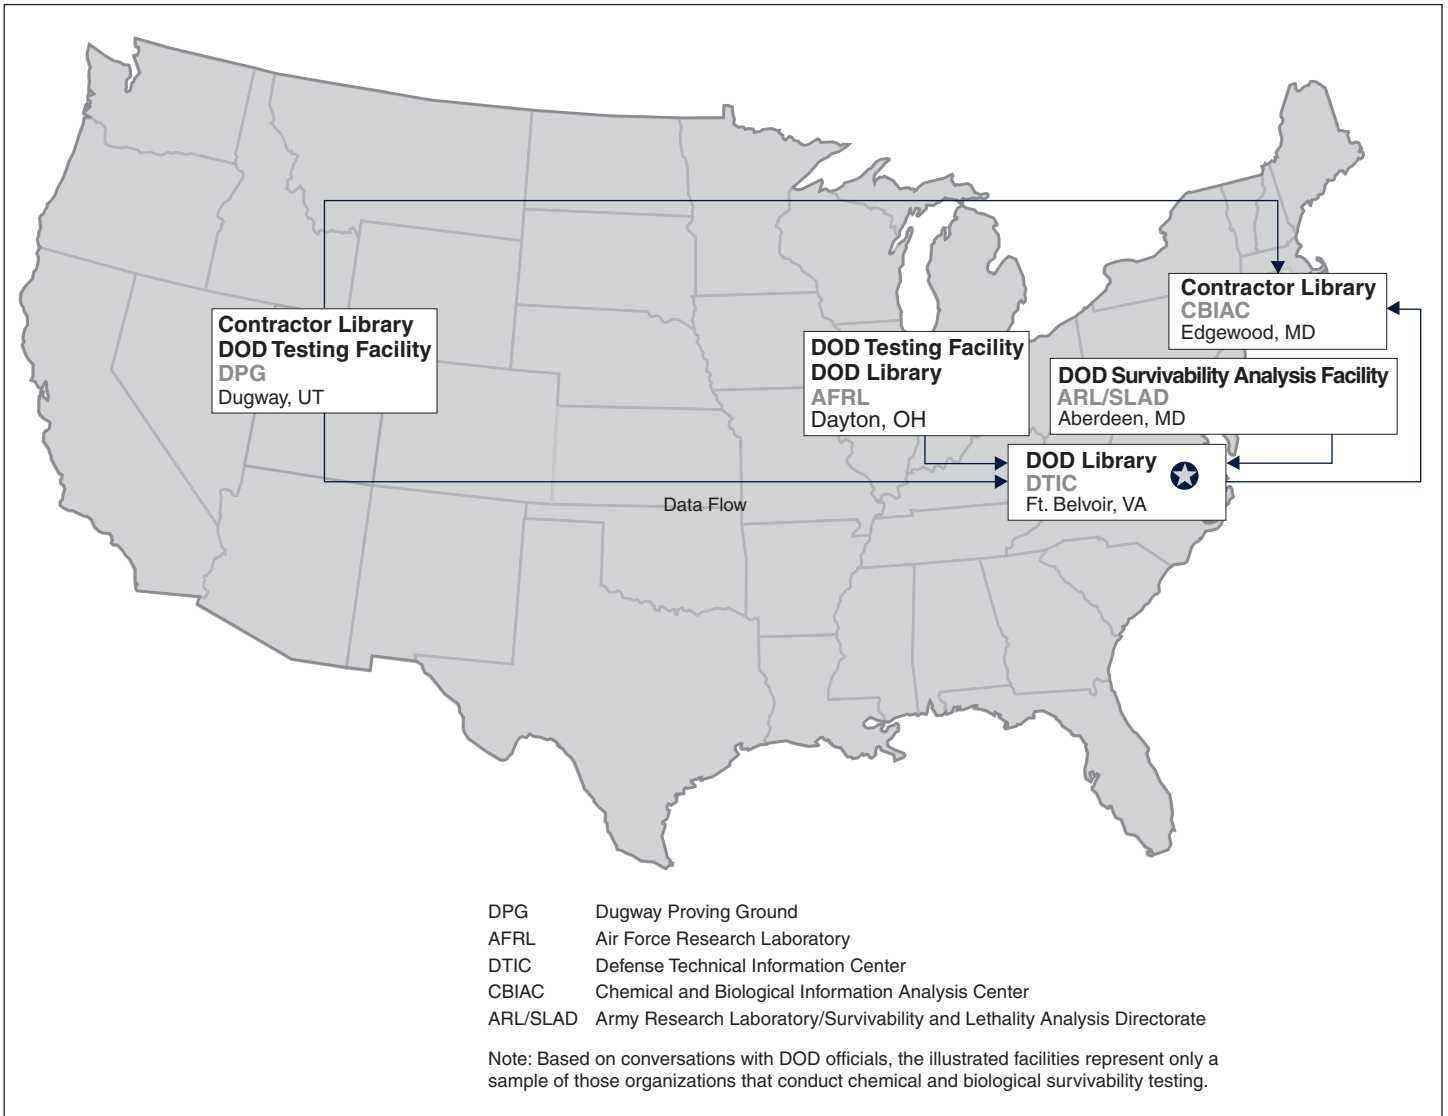 Contractor Library
DOD Testing Facility
DPG
Dugway, UT
DOD Testing Facility
DOD Library
AFRL
Dayton, OH
Contractor Library
CBIAC
Edgewood, MD
DOD Survivability Analysis Facility
ARL/SLAD
Aberdeen, MD
DOD Library
DTIC
Ft. Belvoir, VA
Data Flow
DPG Dugway Proving Ground
AFRL Air Force Research Laboratory
DTIC Defense Technical Information Center
CBIAC Chemical and Biological Information Analysis Center
ARL/SLAD Army Research Laboratory/Survivability and Lethality Analysis Directorate
Note: Based on conversations with DOD officials, the illustrated facilities represent only a
sample of those organizations that conduct chemical and biological survivability testing.